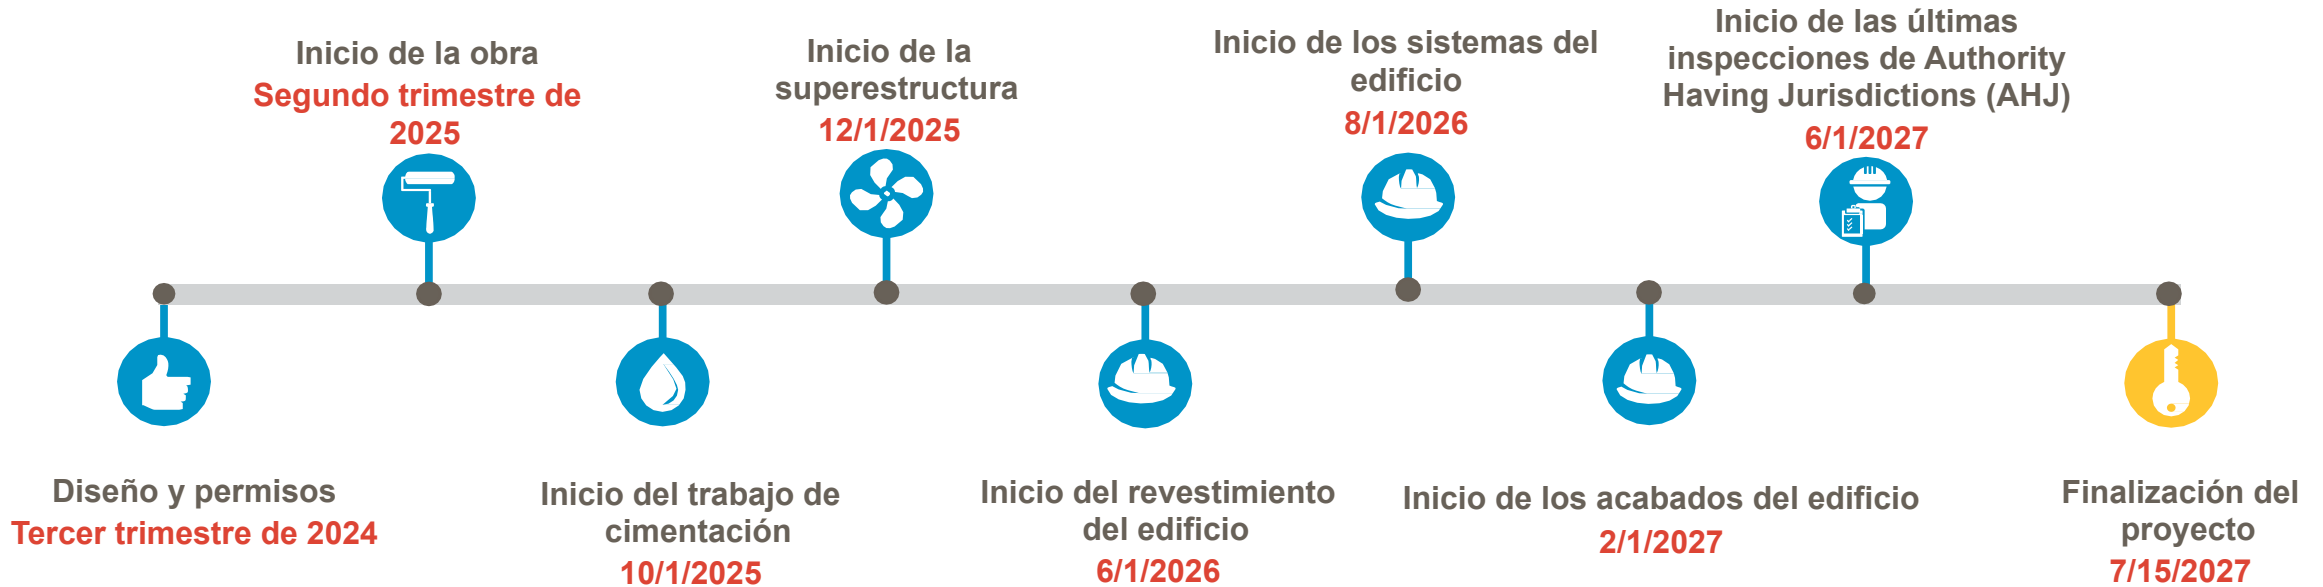 Diseño y permisos
Tercer trimestre de 2024
Inicio de la obra
Segundo trimestre de
2025
Inicio del trabajo de
cimentación
10/1/2025
Inicio de la
superestructura
12/1/2025
Inicio del revestimiento
del edificio
6/1/2026
Inicio de los sistemas del
edificio
8/1/2026
Inicio de los acabados del edificio
2/1/2027
Inicio de las últimas
inspecciones de Authority
Having Jurisdictions (AHJ)
6/1/2027
Finalización del
proyecto
7/15/2027